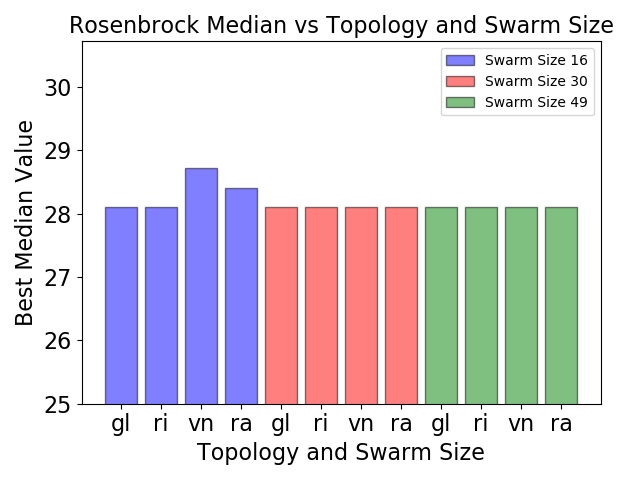 Rosenbrock Median vs Topology and Swarm Size
Swarm Size 16
Swarm Size 30
Swarm Size 49
Best Median Value
30
29
28
27
26
25
gl ri vn ra gl ri vn ra gl ri vn ra
Topology and Swarm Size